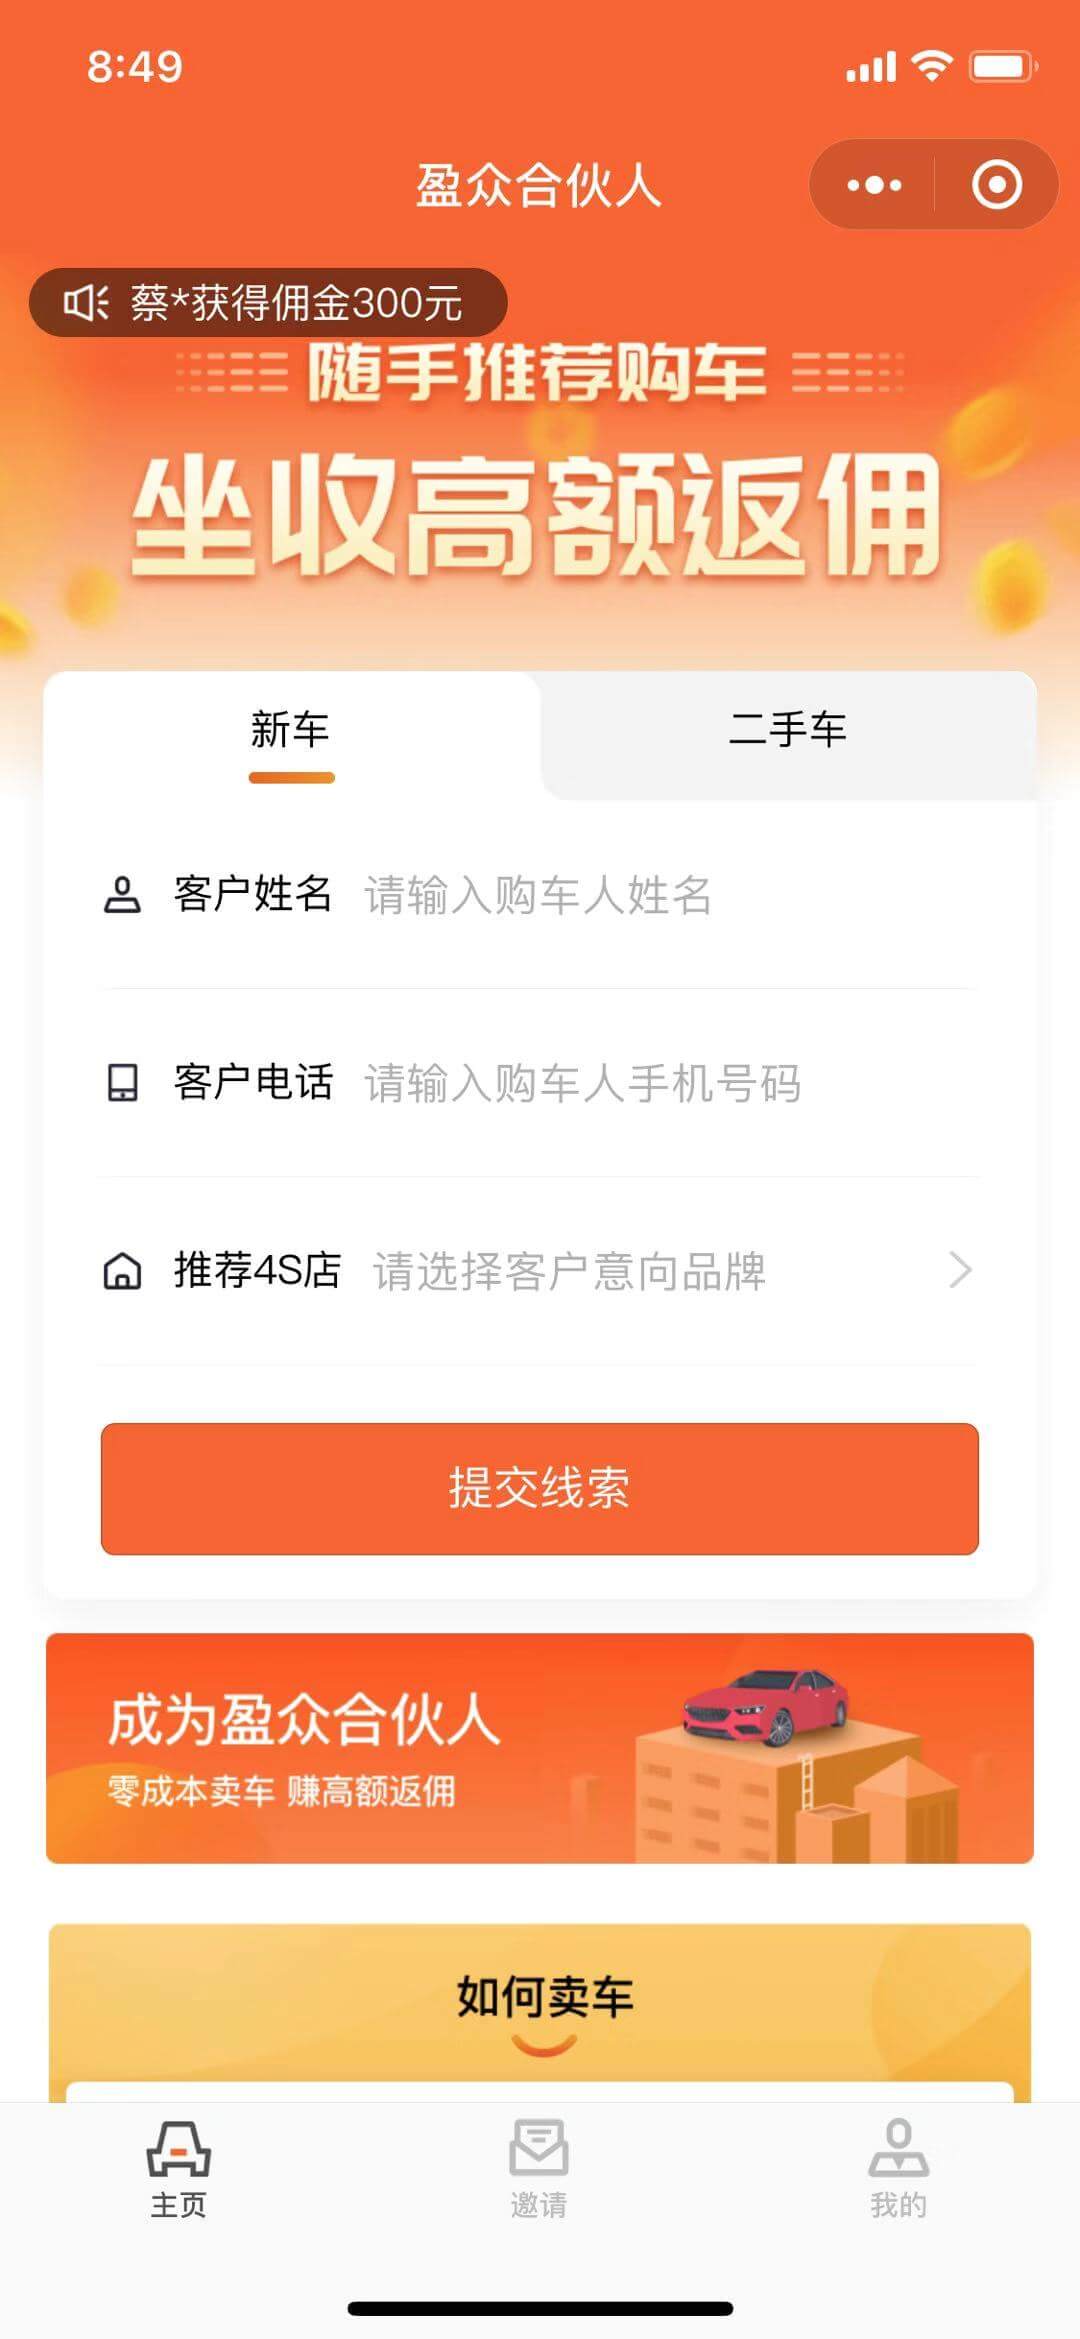 8:49
盈众合伙人
蔡*获得佣金300元
随手推荐购车
坐收高额返佣
新车
二手车
客户姓名 请输入购车人姓名
客户电话 请输入购车人手机号码
推荐4S店 请选择客户意向品牌
提交线索
成为盈众合伙人
零成本卖车 赚高额返佣
如何卖车
主页
邀请
我的